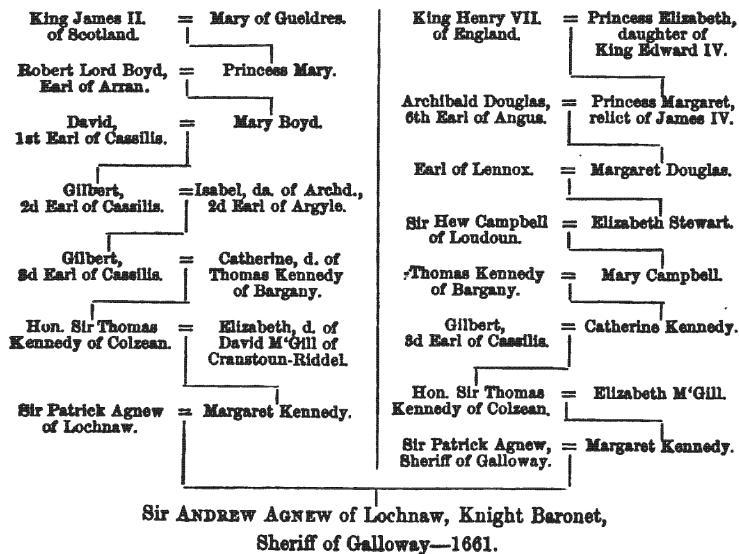 King James II. = Mary of Gueldres.
of Scotland.
Robert Lord Boyd, = Princess Mary.
Earl of Arran.
David, = Mary Boyd.
1st Earl of Cassilis.
Gilbert, = Isabel, da. of Archd.,
2d Earl of Cassilis. 2d Earl of Argyle.
Gilbert, = Catherine, d. of
3d Earl of Cassilis. Thomas Kennedy
of Bargany.
Hon. Sir Thomas = Elizabeth, d. of
Kennedy of Colzean. David M'Gill of
Cranstoun-Riddel.
Sir Patrick Agnew = Margaret Kennedy.
of Lochnaw.
King Henry VII. = Princess Elizabeth,
of England. daughter of
King Edward IV.
Archibald Douglas, = Princess Margaret,
6th Earl of Angus. relict of James IV.
Earl of Lennox. = Margaret Douglas.
Sir Hew Campbell = Elizabeth Stewart.
of Loudoun.
Thomas Kennedy = Mary Campbell.
of Bargany.
Gilbert, = Catherine Kennedy.
3d Earl of Cassilis.
Hon. Sir Thomas = Elizabeth M'Gill.
Kennedy of Colzean.
Sir Patrick Agnew, = Margaret Kennedy.
Sheriff of Galloway.
Sir ANDREW AGNEW of Lochnaw, Knight Baronet,
Sheriff of Galloway—1661.